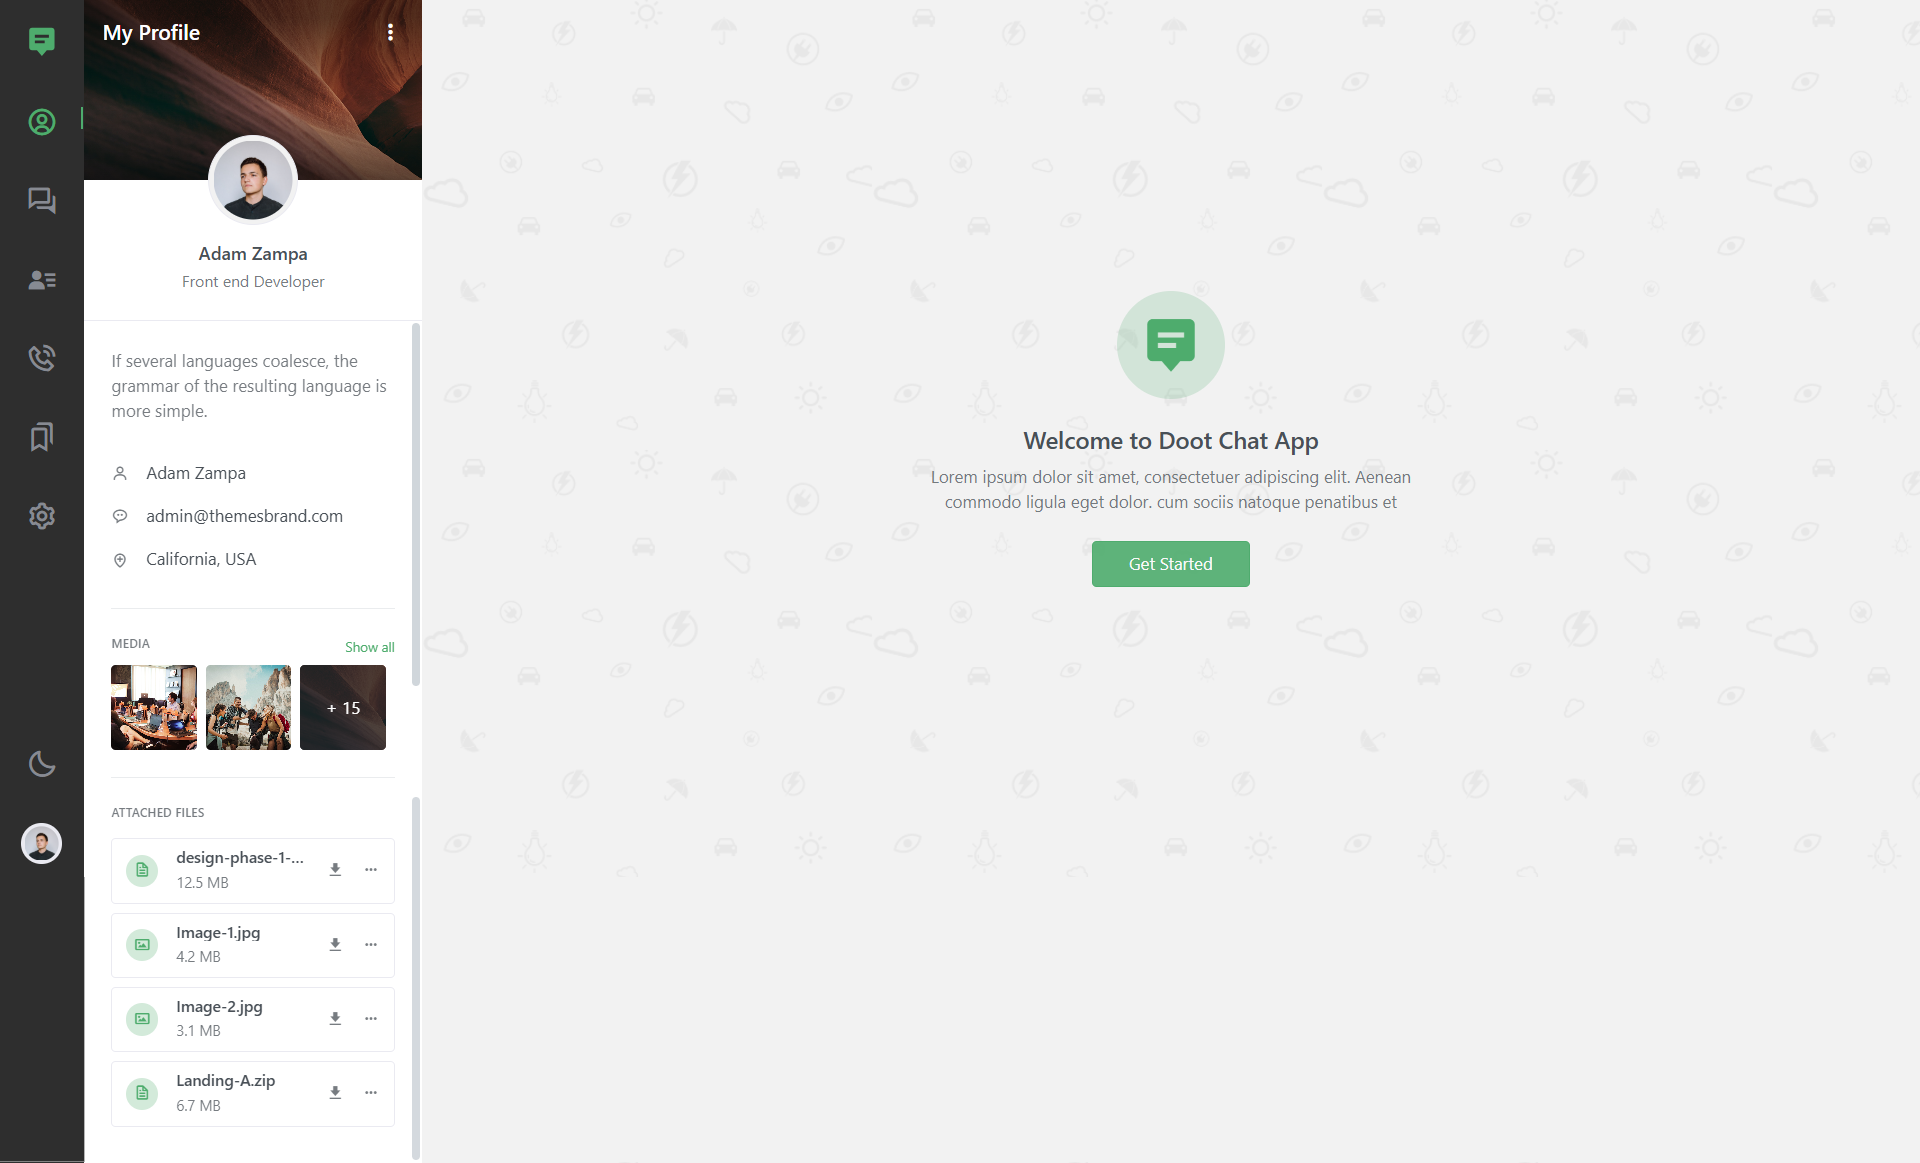 My Profile
Adam Zampa
Front end Developer
If several languages coalesce, the
grammar of the resulting language is
more simple.
Adam Zampa
admin@themesbrand.com
California, USA
MEDIA
Show all
+ 15
ATTACHED FILES
design-phase-1-...
12.5 MB
Image-1.jpg
4.2 MB
Image-2.jpg
3.1 MB
Landing-A.zip
6.7 MB
Welcome to Doot Chat App
Lorem ipsum dolor sit amet, consectetuer adipiscing elit. Aenean
commodo ligula eget dolor. cum sociis natoque penatibus et
Get Started